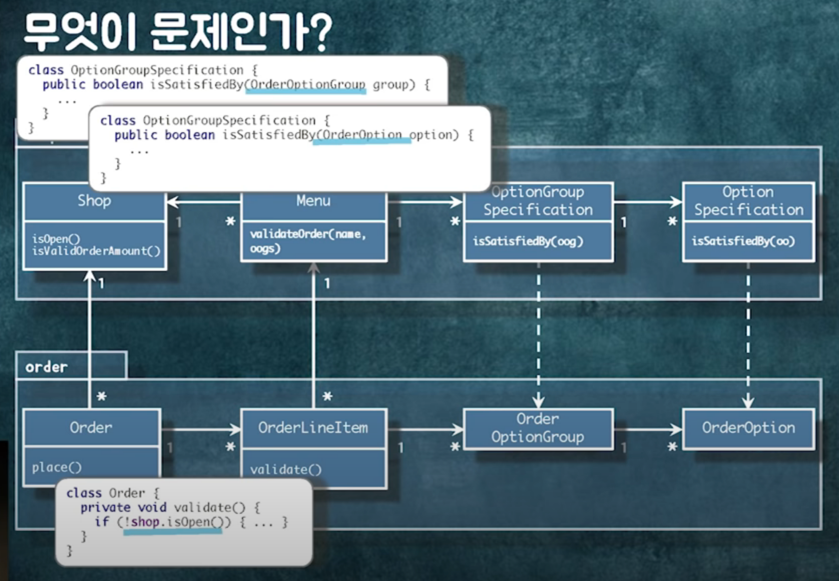 무엇이 문제인가?
class OptionGroupSpecification {
public boolean isSatisfiedBy(OrderOptionGroup group) {
...
}
}
class OptionGroupSpecification {
public boolean isSatisfiedBy(OrderOption option) {
...
}
}
Shop
isOpen()
isValidOrderAmount()
1
*
Menu
validateOrder(name,
oogs)
1
*
OptionGroup
Specification
isSatisfiedBy(oog)
1
*
Option
Specification
isSatisfiedBy(oo)
1
1
order
*
*
Order
place()
1
*
OrderLineItem
validate()
1
*
Order
OptionGroup
1
*
OrderOption
class Order {
private void validate() {
if (!shop.isOpen()) { ... }
}
}